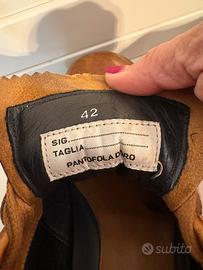 42
SIG.
TAGLIA
PANTOFOLA D'ORO
subito